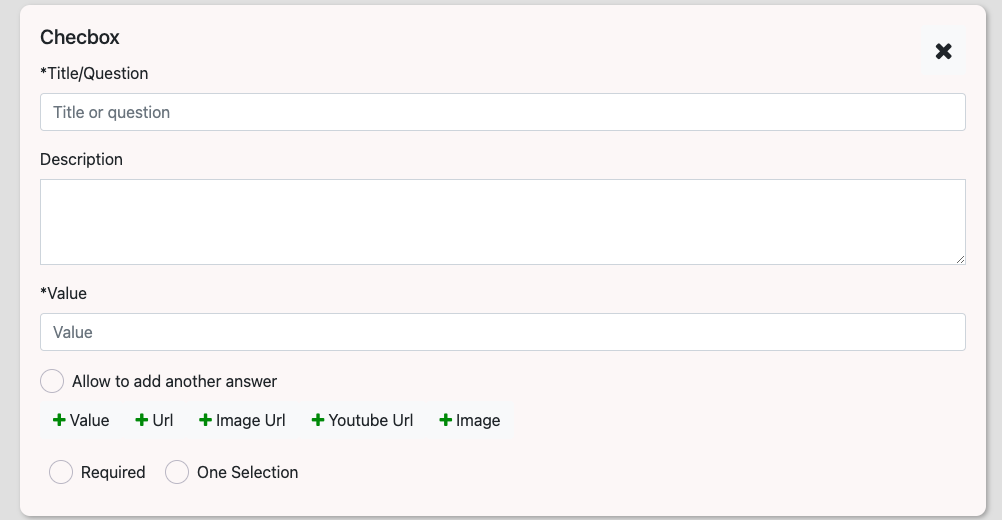 Checbox
*Title/Question
Title or question
Description
*Value
Value
Allow to add another answer
Value Url Image Url Youtube Url Image
Required One Selection